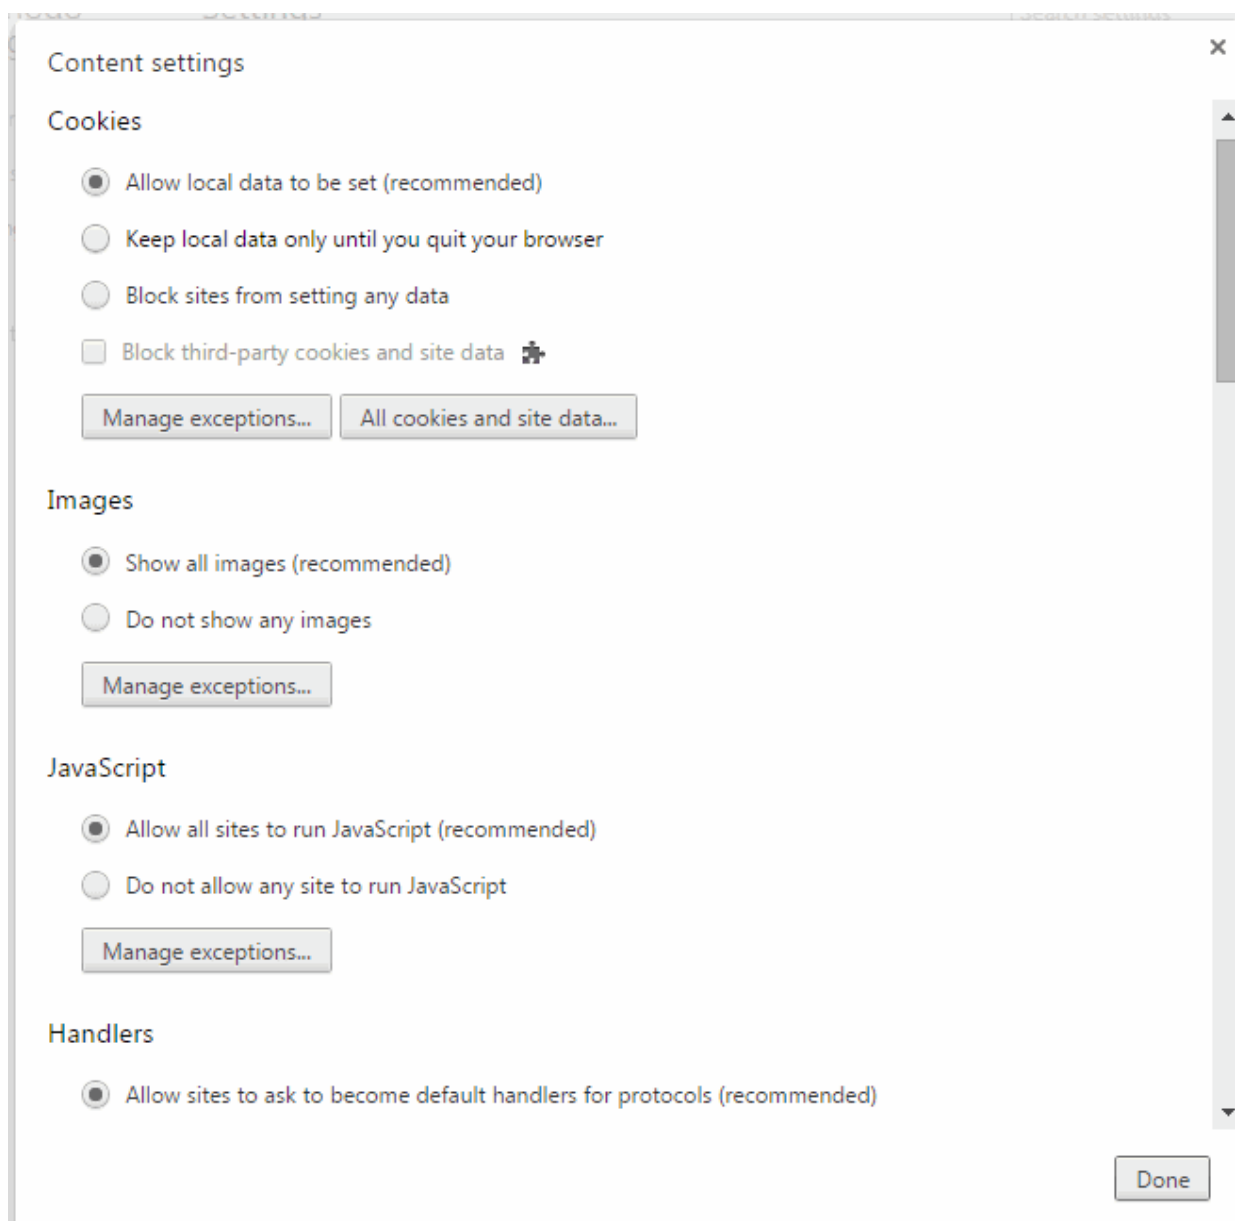 Settings
Search settings
Content settings
Cookies
Allow local data to be set (recommended)
Keep local data only until you quit your browser
Block sites from setting any data
Block third-party cookies and site data
Manage exceptions... All cookies and site data...
Images
Show all images (recommended)
Do not show any images
Manage exceptions...
JavaScript
Allow all sites to run JavaScript (recommended)
Do not allow any site to run JavaScript
Manage exceptions...
Handlers
Allow sites to ask to become default handlers for protocols (recommended)
Done